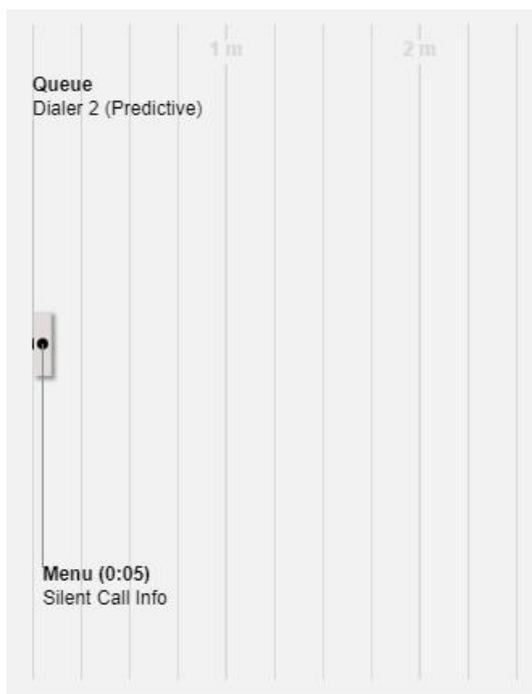 1 m
2 m
Queue
Dialer 2 (Predictive)
Menu (0:05)
Silent Call Info